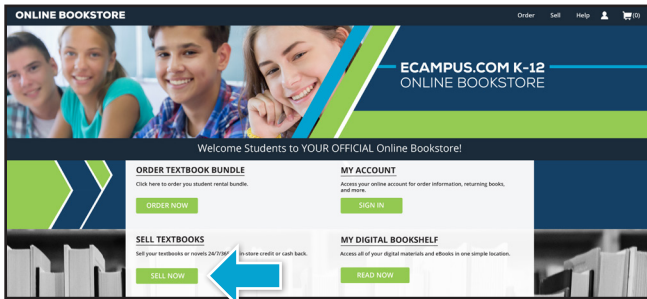 ONLINE BOOKSTORE
Order Sell Help (0)
ECAMPUS.COM K-12
ONLINE BOOKSTORE
Welcome Students to YOUR OFFICIAL Online Bookstore!
ORDER TEXTBOOK BUNDLE
Click here to order you student rental bundle.
ORDER NOW
MY ACCOUNT
Access your online account for order information, returning books,
and more.
SIGN IN
SELL TEXTBOOKS
Sell your textbooks or novels 24/7/36 in-store credit or cash back.
SELL NOW
MY DIGITAL BOOKSHELF
Access all of your digital materials and eBooks in one simple location.
READ NOW